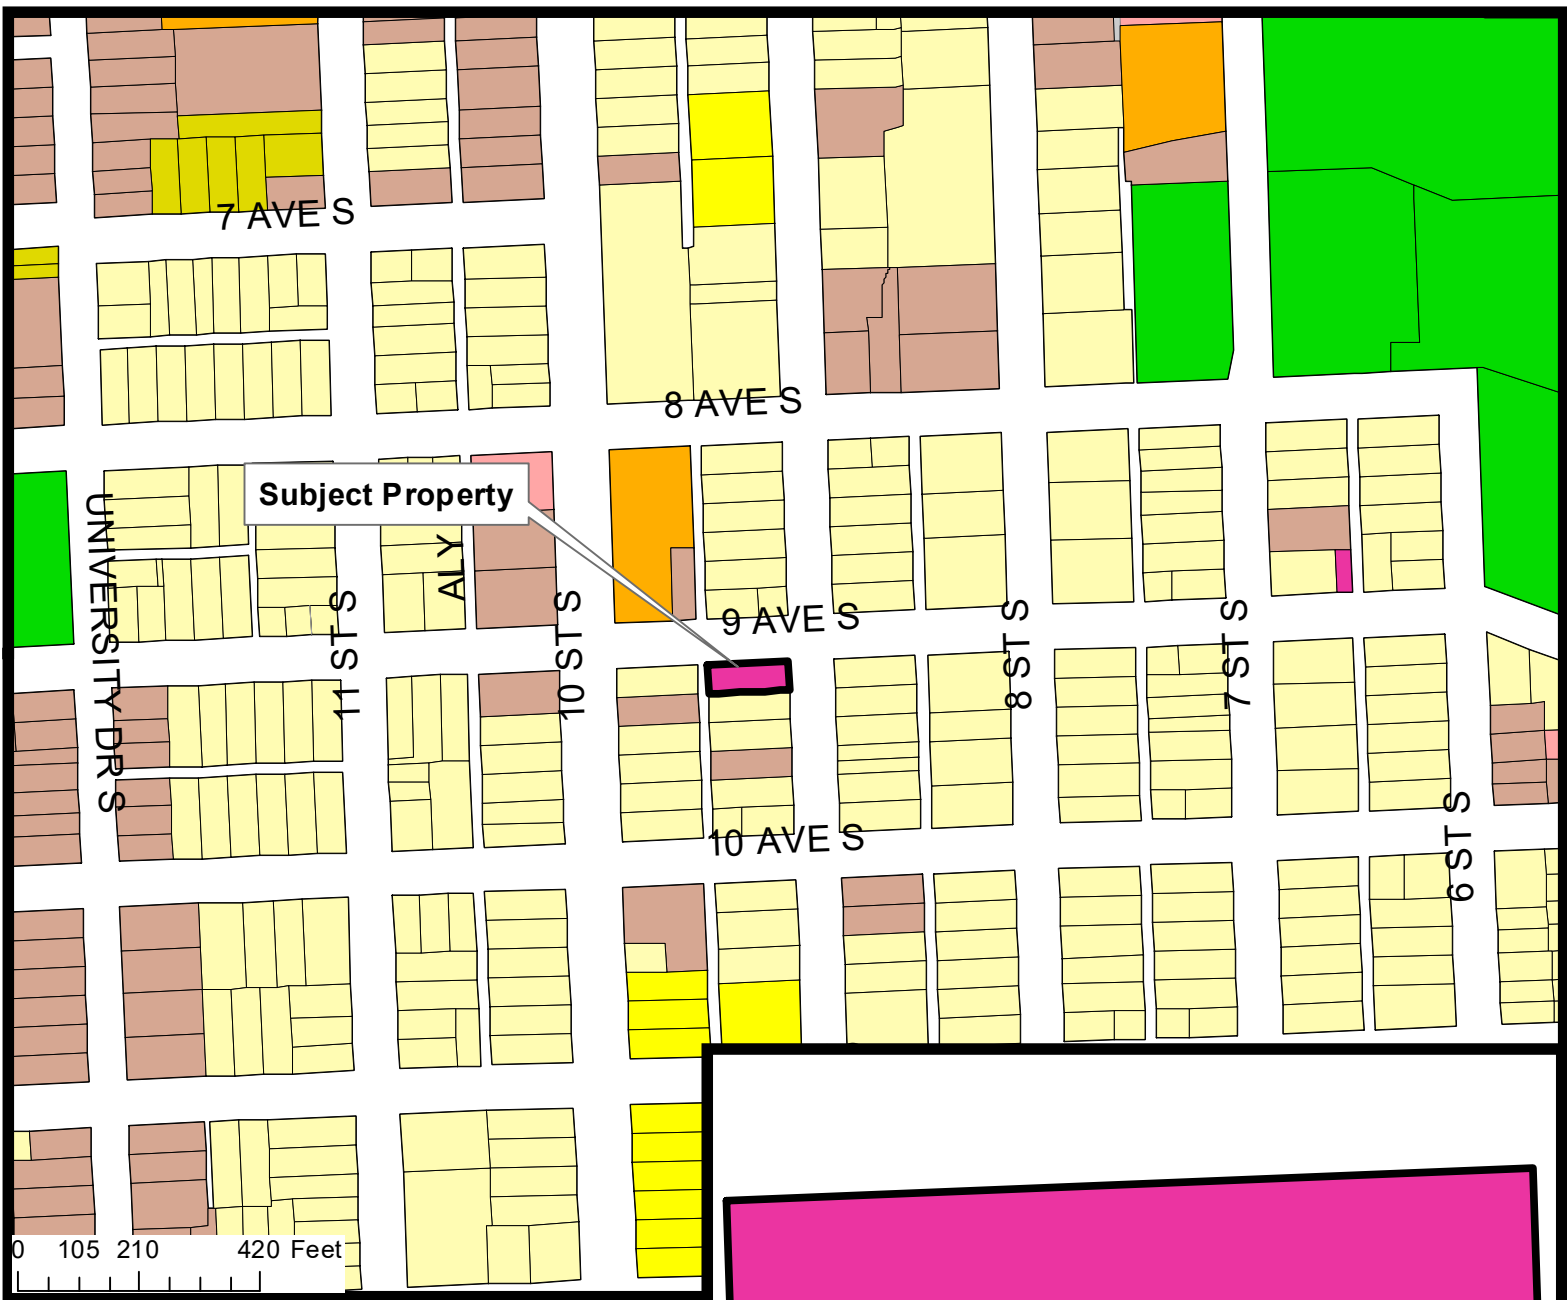 7 AVE S
8 AVE S
Subject Property
UNIVERSITY DR S
ALY
11 ST S
10 ST S
9 AVE S
8 ST S
7 ST S
10 AVE S
6 ST S
0 105 210 420 Feet